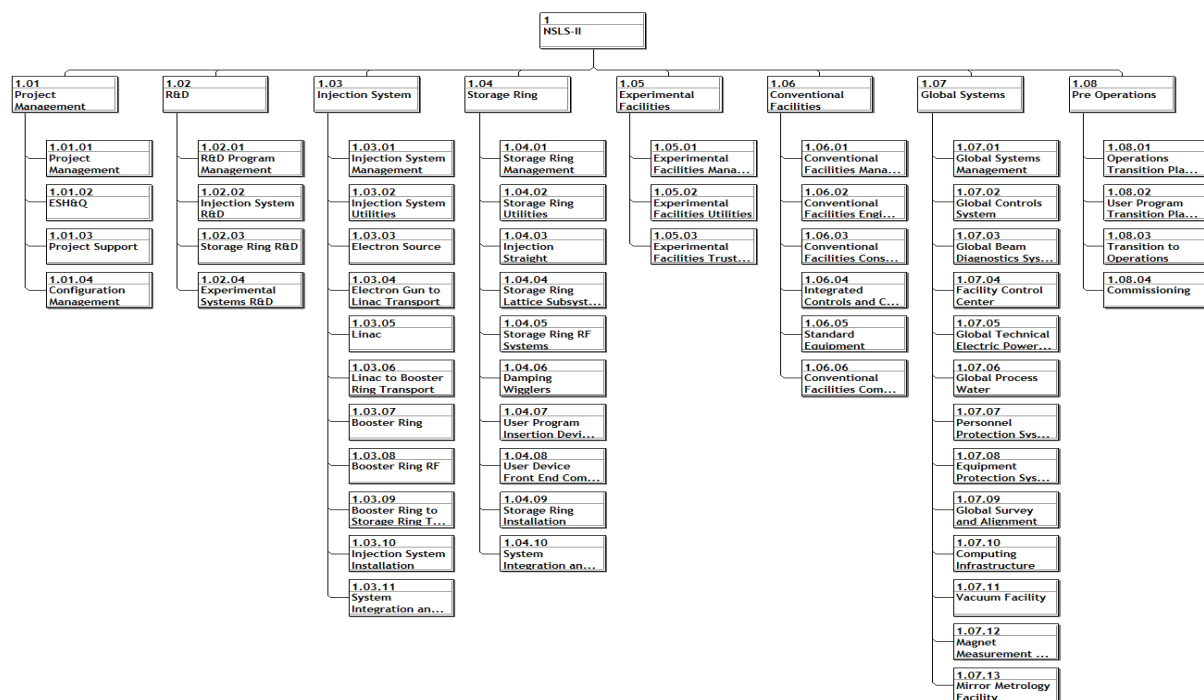 1
NSLS-II
1.01
Project
Management
1.01.01
Project
Management
1.01.02
ESH&Q
1.01.03
Project Support
1.01.04
Configuration
Management
1.02
R&D
1.02.01
R&D Program
Management
1.02.02
Injection System
R&D
1.02.03
Storage Ring R&D
1.02.04
Experimental
Systems R&D
1.03
Injection System
1.03.01
Injection System
Management
1.03.02
Injection System
Utilities
1.03.03
Electron Source
1.03.04
Electron Gun to
Linac Transport
1.03.05
Linac
1.03.06
Linac to Booster
Ring Transport
1.03.07
Booster Ring
1.03.08
Booster Ring RF
1.03.09
Booster Ring to
Storage Ring T...
1.03.10
Injection System
Installation
1.03.11
System
Integration an...
1.04
Storage Ring
1.04.01
Storage Ring
Management
1.04.02
Storage Ring
Utilities
1.04.03
Injection
Straight
1.04.04
Storage Ring
Lattice Subsyst...
1.04.05
Storage Ring RF
Systems
1.04.06
Damping
Wigglers
1.04.07
User Program
Insertion Devi...
1.04.08
User Device
Front End Com...
1.04.09
Storage Ring
Installation
1.04.10
System
Integration an...
1.05
Experimental
Facilities
1.05.01
Experimental
Facilities Mana...
1.05.02
Experimental
Facilities Utilities
1.05.03
Experimental
Facilities Trust...
1.06
Conventional
Facilities
1.06.01
Conventional
Facilities Mana...
1.06.02
Conventional
Facilities Engi...
1.06.03
Conventional
Facilities Cons...
1.06.04
Integrated
Controls and C...
1.06.05
Standard
Equipment
1.06.06
Conventional
Facilities Com...
1.07
Global Systems
1.07.01
Global Systems
Management
1.07.02
Global Controls
System
1.07.03
Global Beam
Diagnostics Sys...
1.07.04
Facility Control
Center
1.07.05
Global Technical
Electric Power...
1.07.06
Global Process
Water
1.07.07
Personnel
Protection Sys...
1.07.08
Equipment
Protection Sys...
1.07.09
Global Survey
and Alignment
1.07.10
Computing
Infrastructure
1.07.11
Vacuum Facility
1.07.12
Magnet
Measurement ...
1.07.13
Mirror Metrology
Facility
1.08
Pre Operations
1.08.01
Operations
Transition Pla...
1.08.02
User Program
Transition Pla...
1.08.03
Transition to
Operations
1.08.04
Commissioning